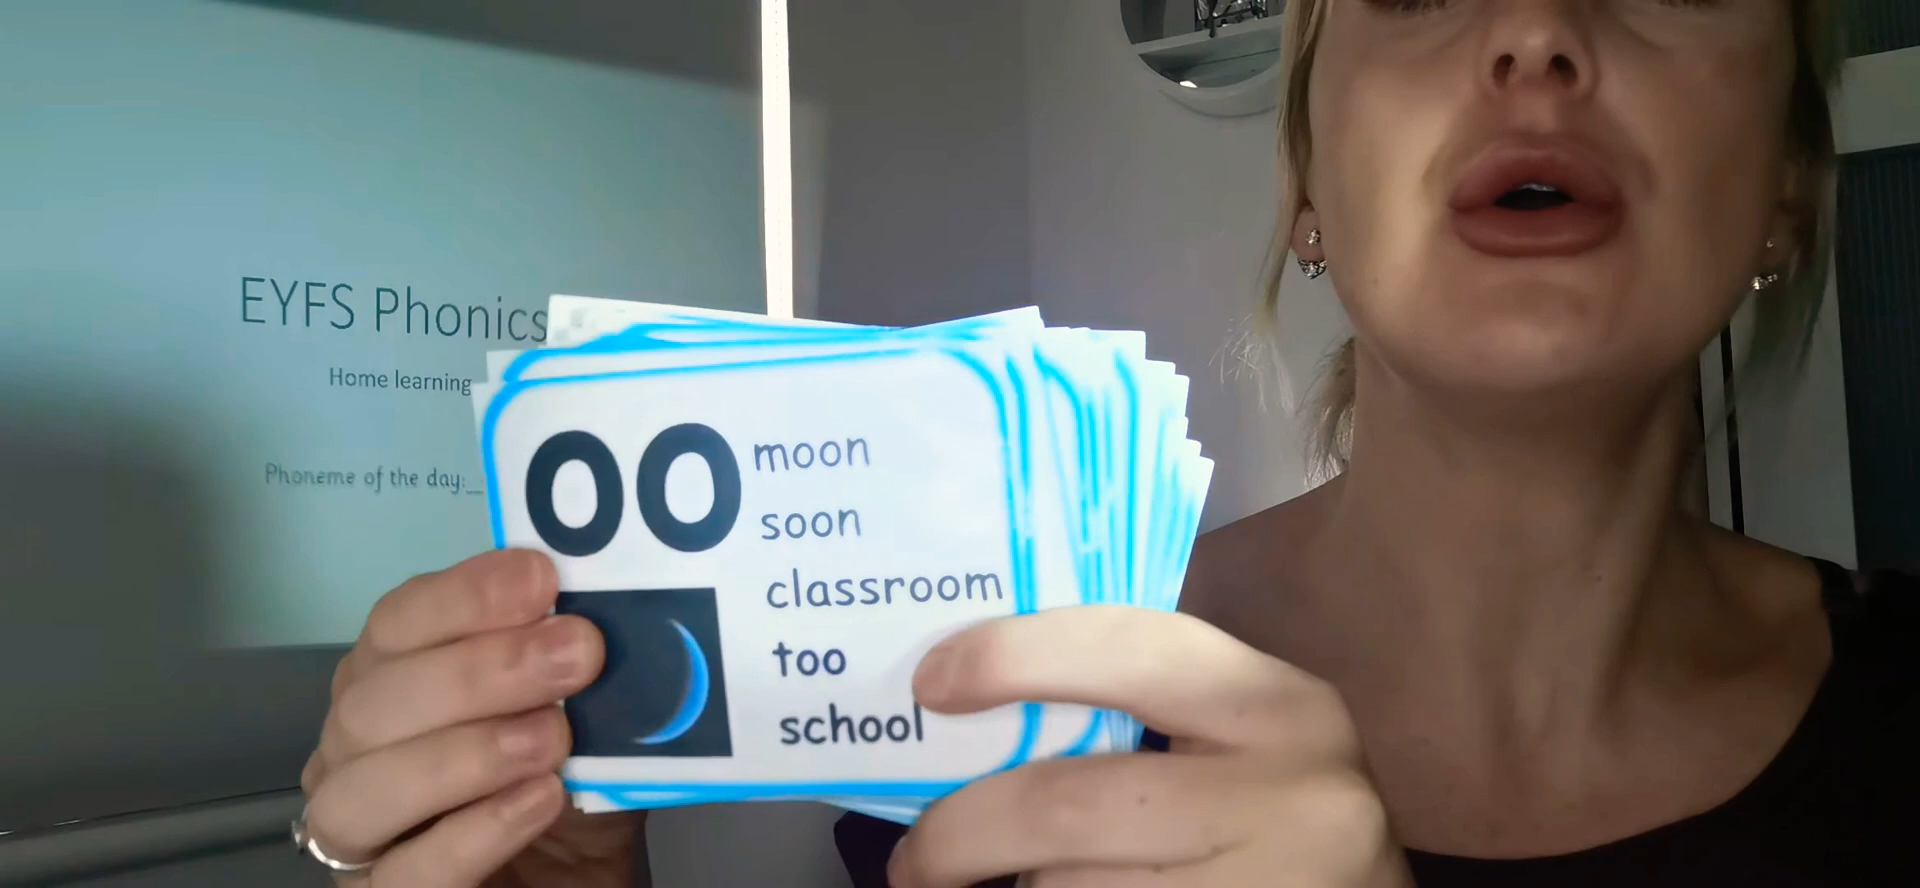 EYFS Phonics
Home learning
Phoneme of the day:_
oo
moon
soon
classroom
too
school